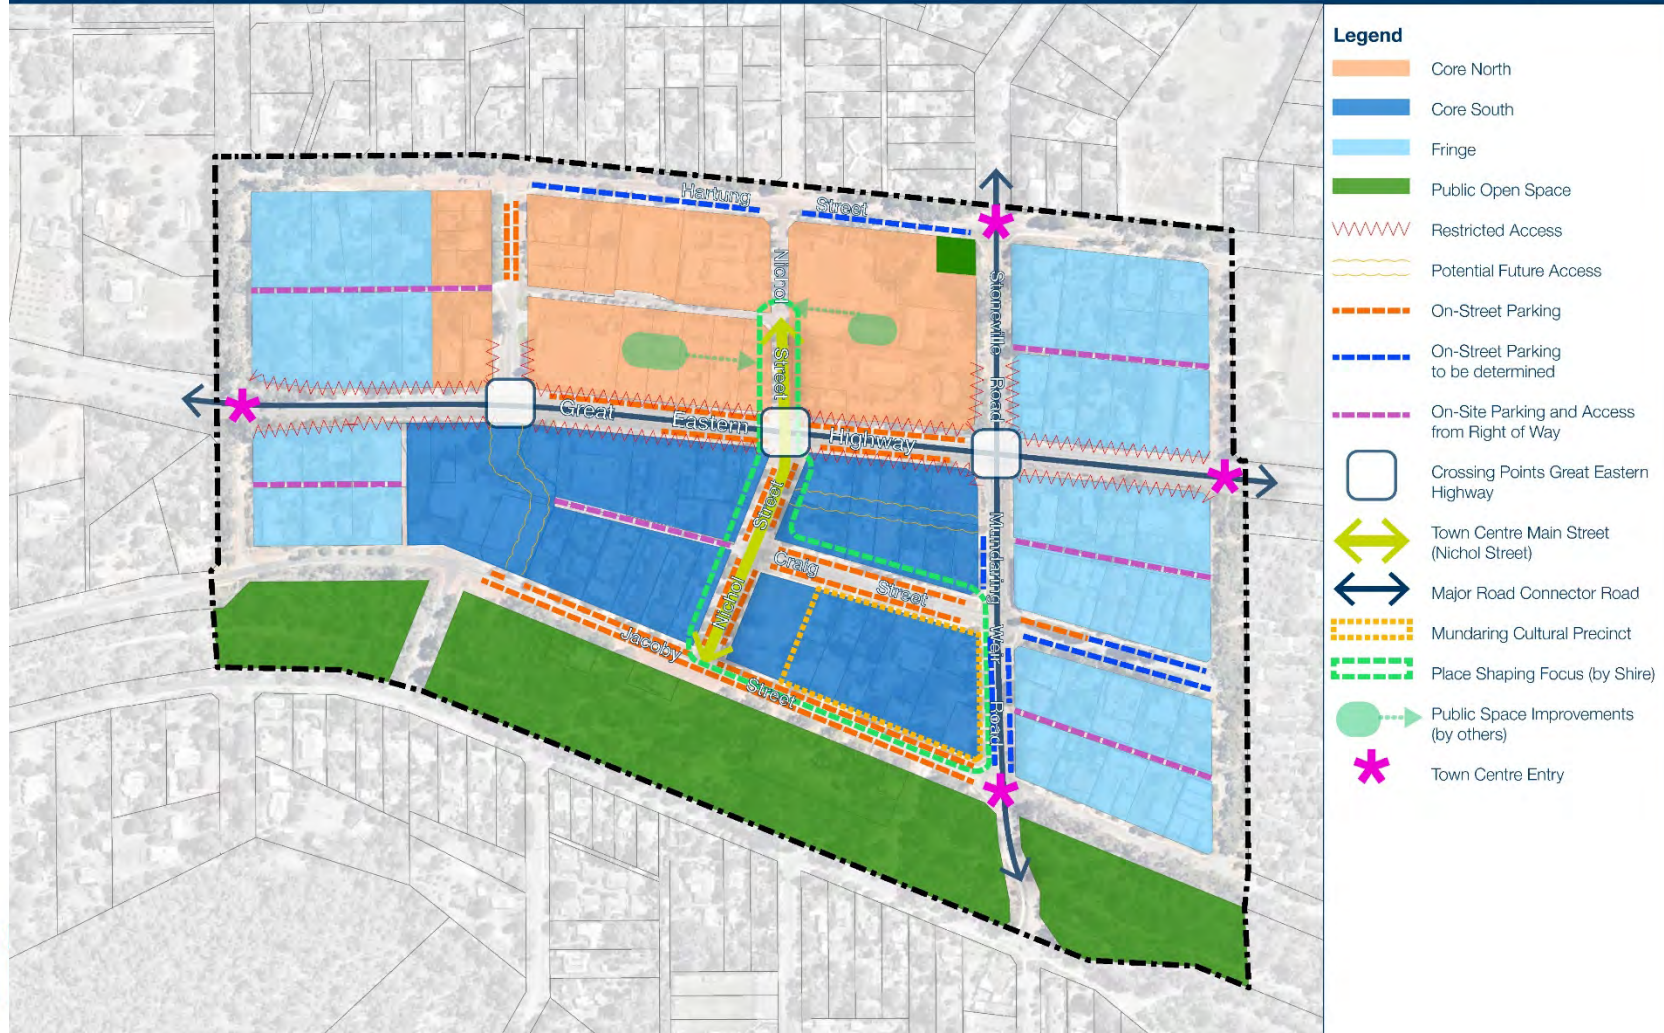 Hartung
Street
Nichol
Street
Stoneville
Road
Great
Eastern
Highway
Street
Nichol
Craig
Street
Mundaring
Weir
Road
Jacoby
Street
Legend
Core North
Core South
Fringe
Public Open Space
Restricted Access
Potential Future Access
On-Street Parking
On-Street Parking
to be determined
On-Site Parking and Access
from Right of Way
Crossing Points Great Eastern
Highway
Town Centre Main Street
(Nichol Street)
Major Road Connector Road
Mundaring Cultural Precinct
Place Shaping Focus (by Shire)
Public Space Improvements
(by others)
Town Centre Entry